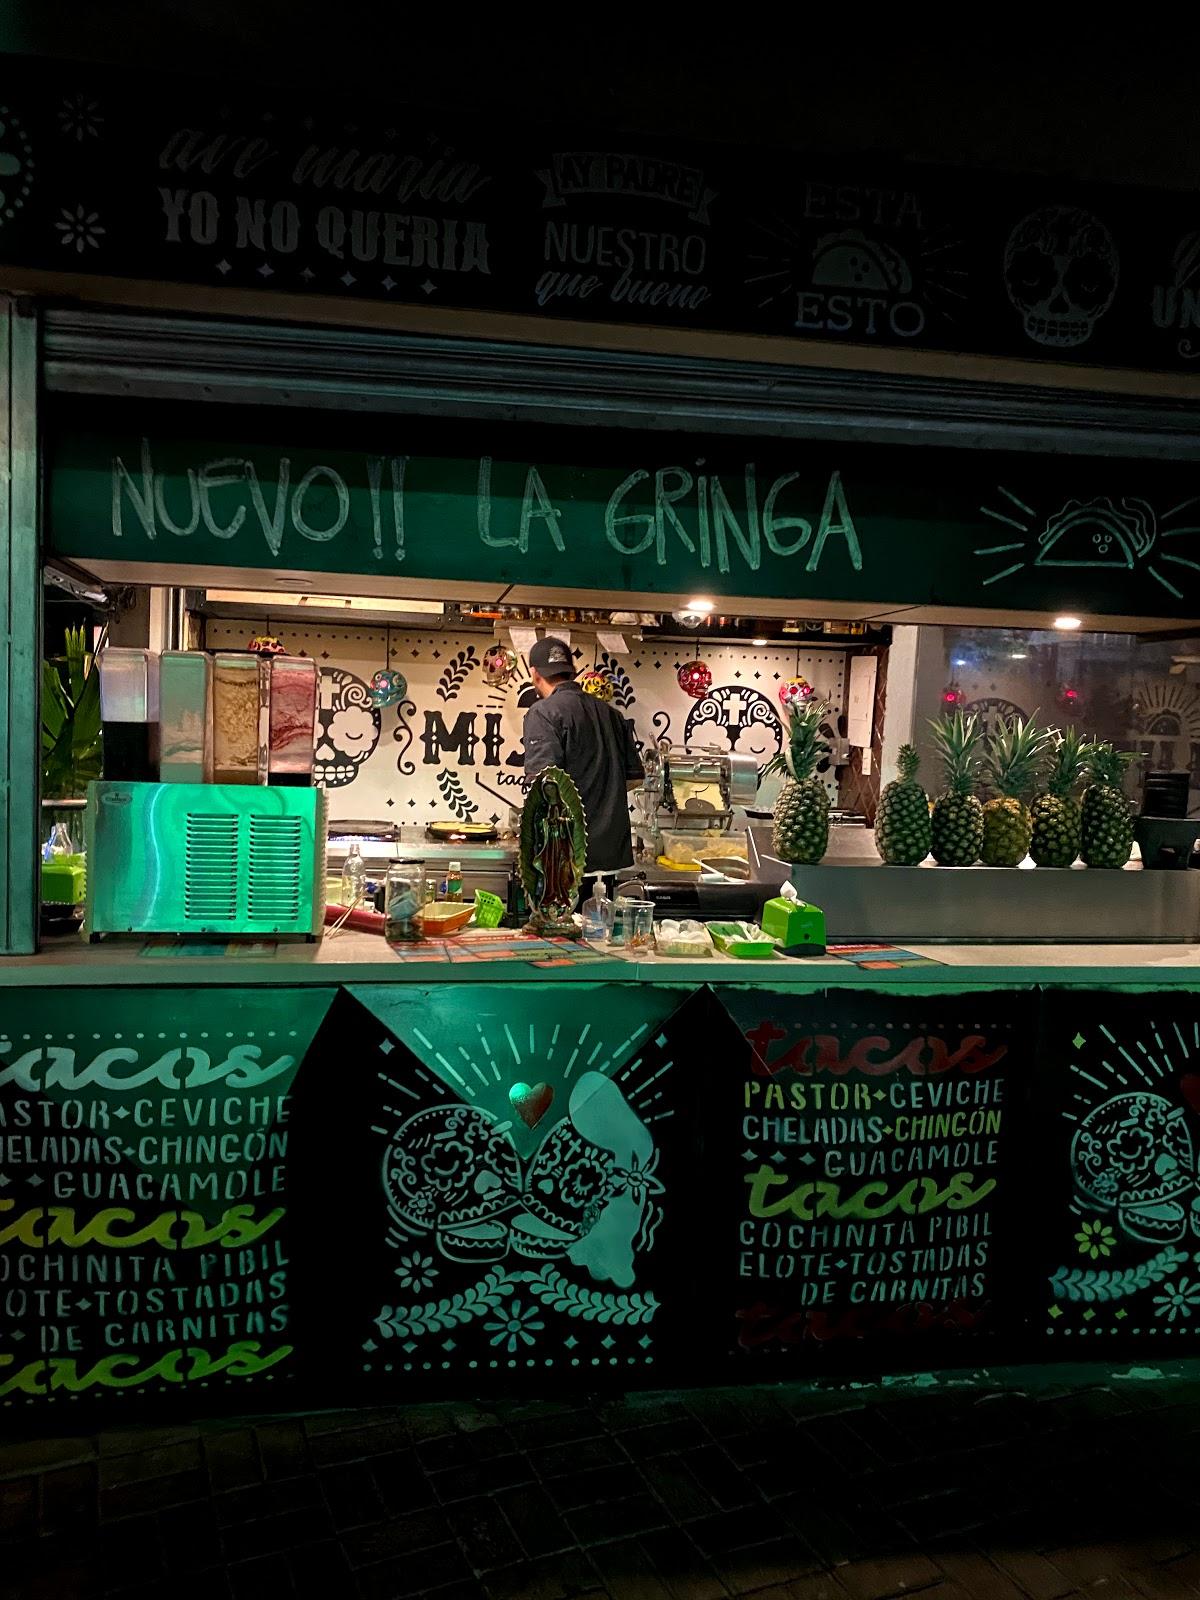 ave maria
YO NO QUERIA
AY PADRE
NUESTRO
que bueno
ESTA
ESTO
NUEVO!! LA GRINGA
tacos
PASTOR CEVICHE
CHELADAS CHINGÓN
GUACAMOLE
tacos
COCHINITA PIBIL
ELOTE TOSTADAS
DE CARNITAS
tacos
tacos
PASTOR CEVICHE
CHELADAS CHINGÓN
GUACAMOLE
tacos
COCHINITA PIBIL
ELOTE TOSTADAS
DE CARNITAS
tacos